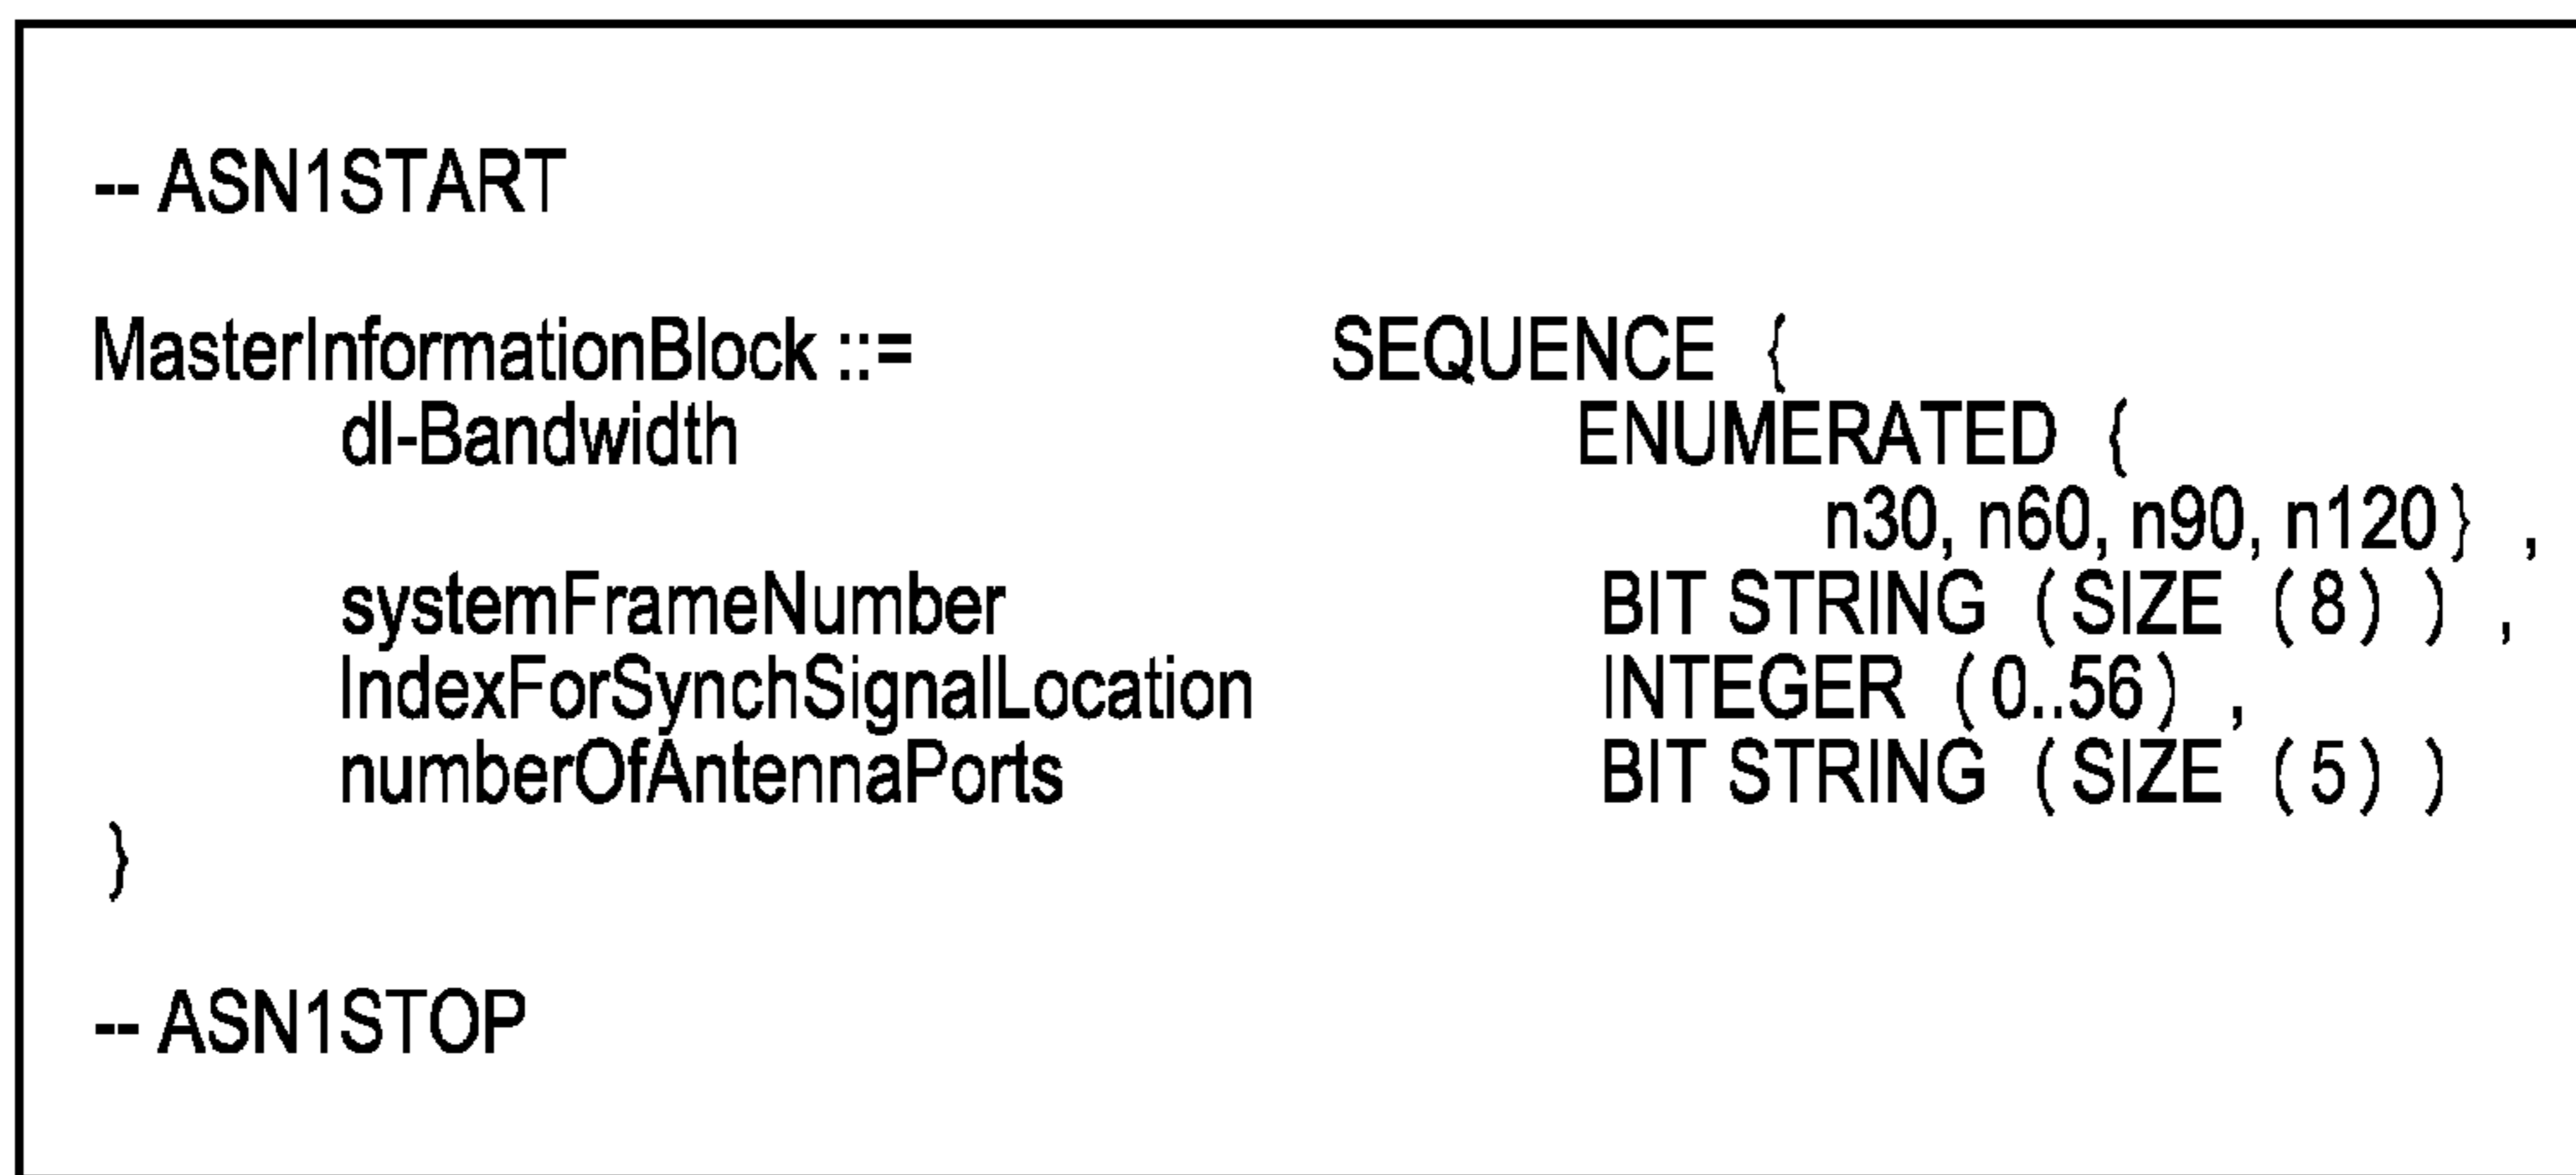 -- ASN1START
MasterInformationBlock ::= SEQUENCE {
dl-Bandwidth ENUMERATED {
n30, n60, n90, n120} ,
systemFrameNumber BIT STRING (SIZE (8) ) ,
IndexForSynchSignalLocation INTEGER (0..56) ,
numberOfAntennaPorts BIT STRING (SIZE (5) )
}
-- ASN1STOP